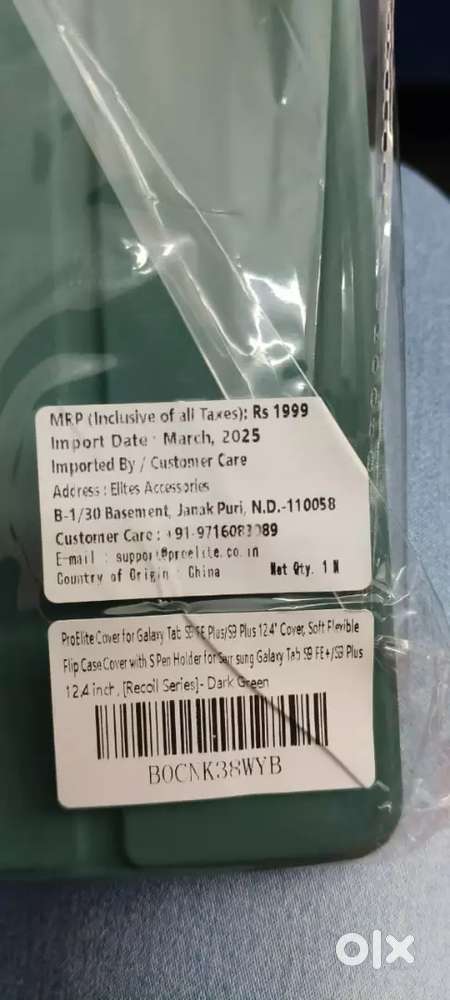 MRP (Inclusive of all Taxes): Rs 1999
Import Date : March, 2025
Imported By / Customer Care
Address : Elites Accessories
B-1/30 Basement, Janak Puri, N.D.-110058
Customer Care : +91-9716083989
E-mail : support@proelite.co.in
Country of Origin : China Net Qty. 1 N
ProElite Cover for Galaxy Tab S9 FE Plus/S9 Plus 12.4" Cover, Soft Flexible
Flip Case Cover with S Pen Holder for Samsung Galaxy Tab S9 FE+/S9 Plus
12.4 inch , [Recoil Series]- Dark Green
B0CNK38WYB
olx